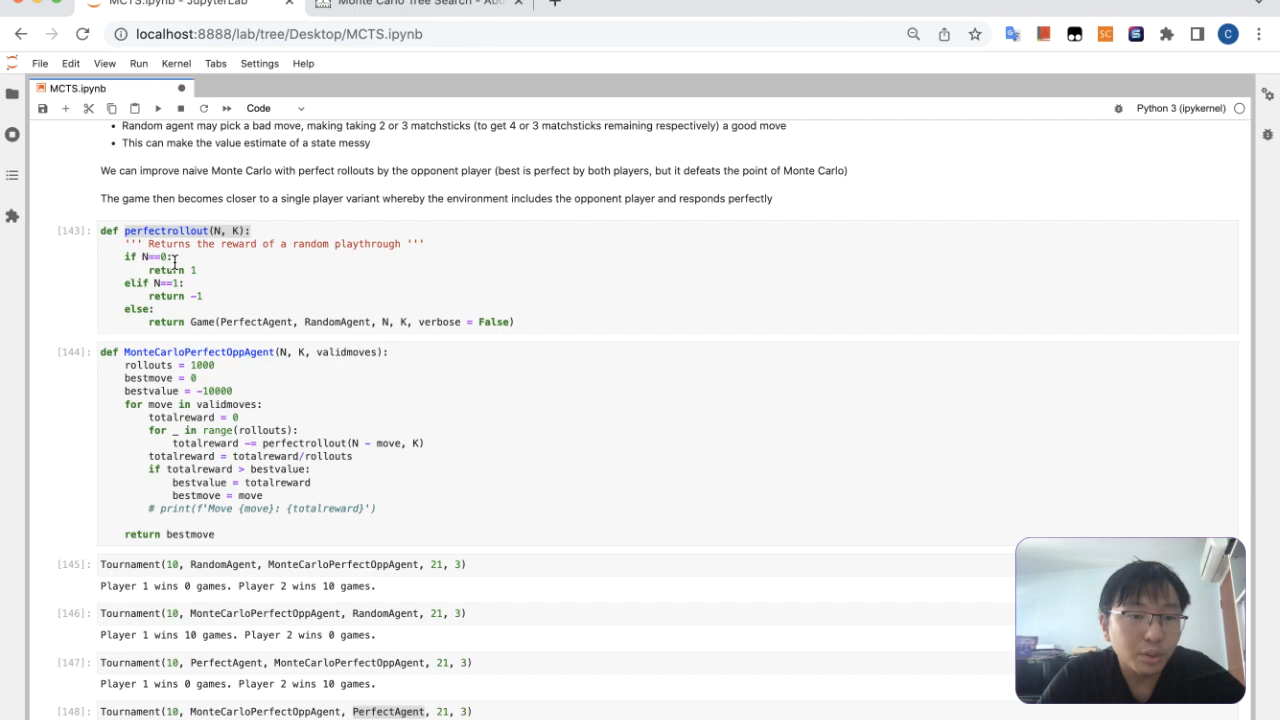 MCTS.ipynb - JupyterLab
Monte Carlo Tree Search - Abo
localhost:8888/lab/tree/Desktop/MCTS.ipynb
SC
C
File Edit View Run Kernel Tabs Settings Help
MCTS.ipynb
Code
Python 3 (ipykernel)
• Random agent may pick a bad move, making taking 2 or 3 matchsticks (to get 4 or 3 matchsticks remaining respectively) a good move
• This can make the value estimate of a state messy
We can improve naive Monte Carlo with perfect rollouts by the opponent player (best is perfect by both players, but it defeats the point of Monte Carlo)
The game then becomes closer to a single player variant whereby the environment includes the opponent player and responds perfectly
[143]: def perfectrollout(N, K):
''' Returns the reward of a random playthrough '''
if N==0:
return 1
elif N==1:
return -1
else:
return Game(PerfectAgent, RandomAgent, N, K, verbose = False)
[144]: def MonteCarloPerfectOppAgent(N, K, validmoves):
rollouts = 1000
bestmove = 0
bestvalue = -10000
for move in validmoves:
totalreward = 0
for _ in range(rollouts):
totalreward -= perfectrollout(N - move, K)
totalreward = totalreward/rollouts
if totalreward > bestvalue:
bestvalue = totalreward
bestmove = move
# print(f'Move {move}: {totalreward}')
return bestmove
[145]: Tournament(10, RandomAgent, MonteCarloPerfectOppAgent, 21, 3)
Player 1 wins 0 games. Player 2 wins 10 games.
[146]: Tournament(10, MonteCarloPerfectOppAgent, RandomAgent, 21, 3)
Player 1 wins 10 games. Player 2 wins 0 games.
[147]: Tournament(10, PerfectAgent, MonteCarloPerfectOppAgent, 21, 3)
Player 1 wins 0 games. Player 2 wins 10 games.
[148]: Tournament(10, MonteCarloPerfectOppAgent, PerfectAgent, 21, 3)